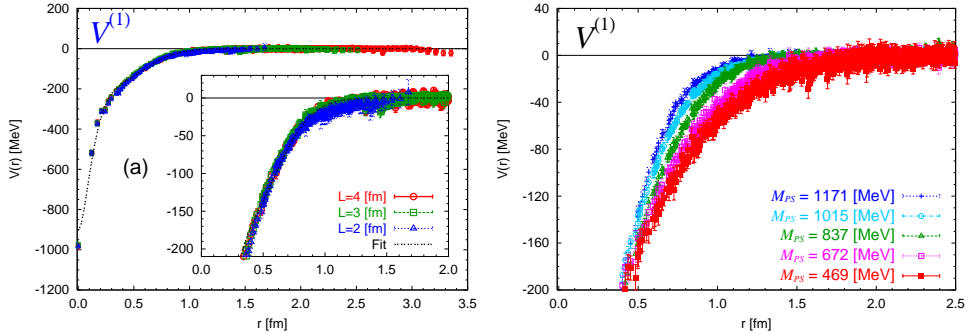 V(1)
V(r) [MeV]
200
0
-200
-400
-600
-800
-1000
-1200
(a)
0
-50
-100
-150
-200
0.0 0.5 1.0 1.5 2.0
L=4 [fm]
L=3 [fm]
L=2 [fm]
Fit
0.0 0.5 1.0 1.5 2.0 2.5 3.0 3.5
r [fm]
V(1)
V(r) [MeV]
40
0
-40
-80
-120
-160
-200
M_PS = 1171 [MeV]
M_PS = 1015 [MeV]
M_PS = 837 [MeV]
M_PS = 672 [MeV]
M_PS = 469 [MeV]
0.0 0.5 1.0 1.5 2.0 2.5
r [fm]